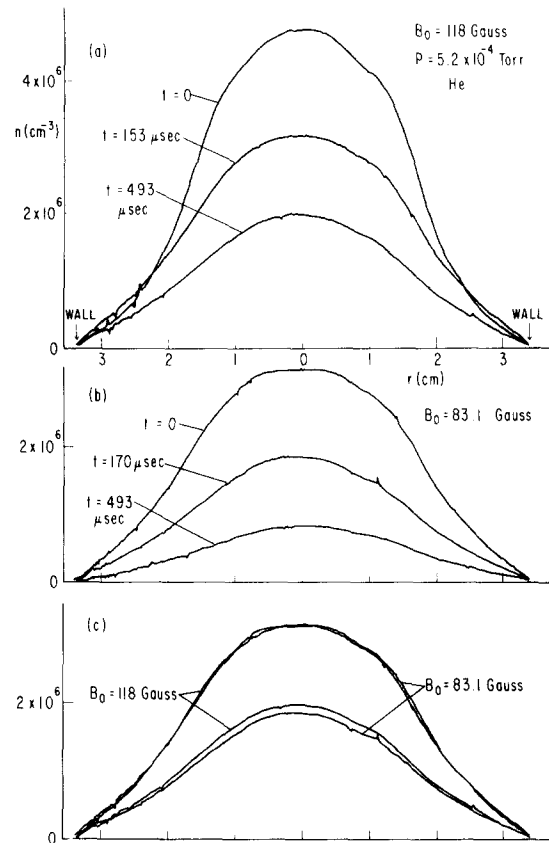 (a)
B₀ = 118 Gauss
P = 5.2 x 10⁻⁴ Torr
He
4 x 10⁶
n (cm⁻³)
2 x 10⁶
0
t = 0
t = 153 μsec
t = 493
μsec
WALL
WALL
3 2 1 0 1 2 3
r (cm)
(b)
B₀ = 83.1 Gauss
2 x 10⁶
0
t = 0
t = 170 μsec
t = 493
μsec
(c)
2 x 10⁶
0
B₀ = 118 Gauss
B₀ = 83.1 Gauss